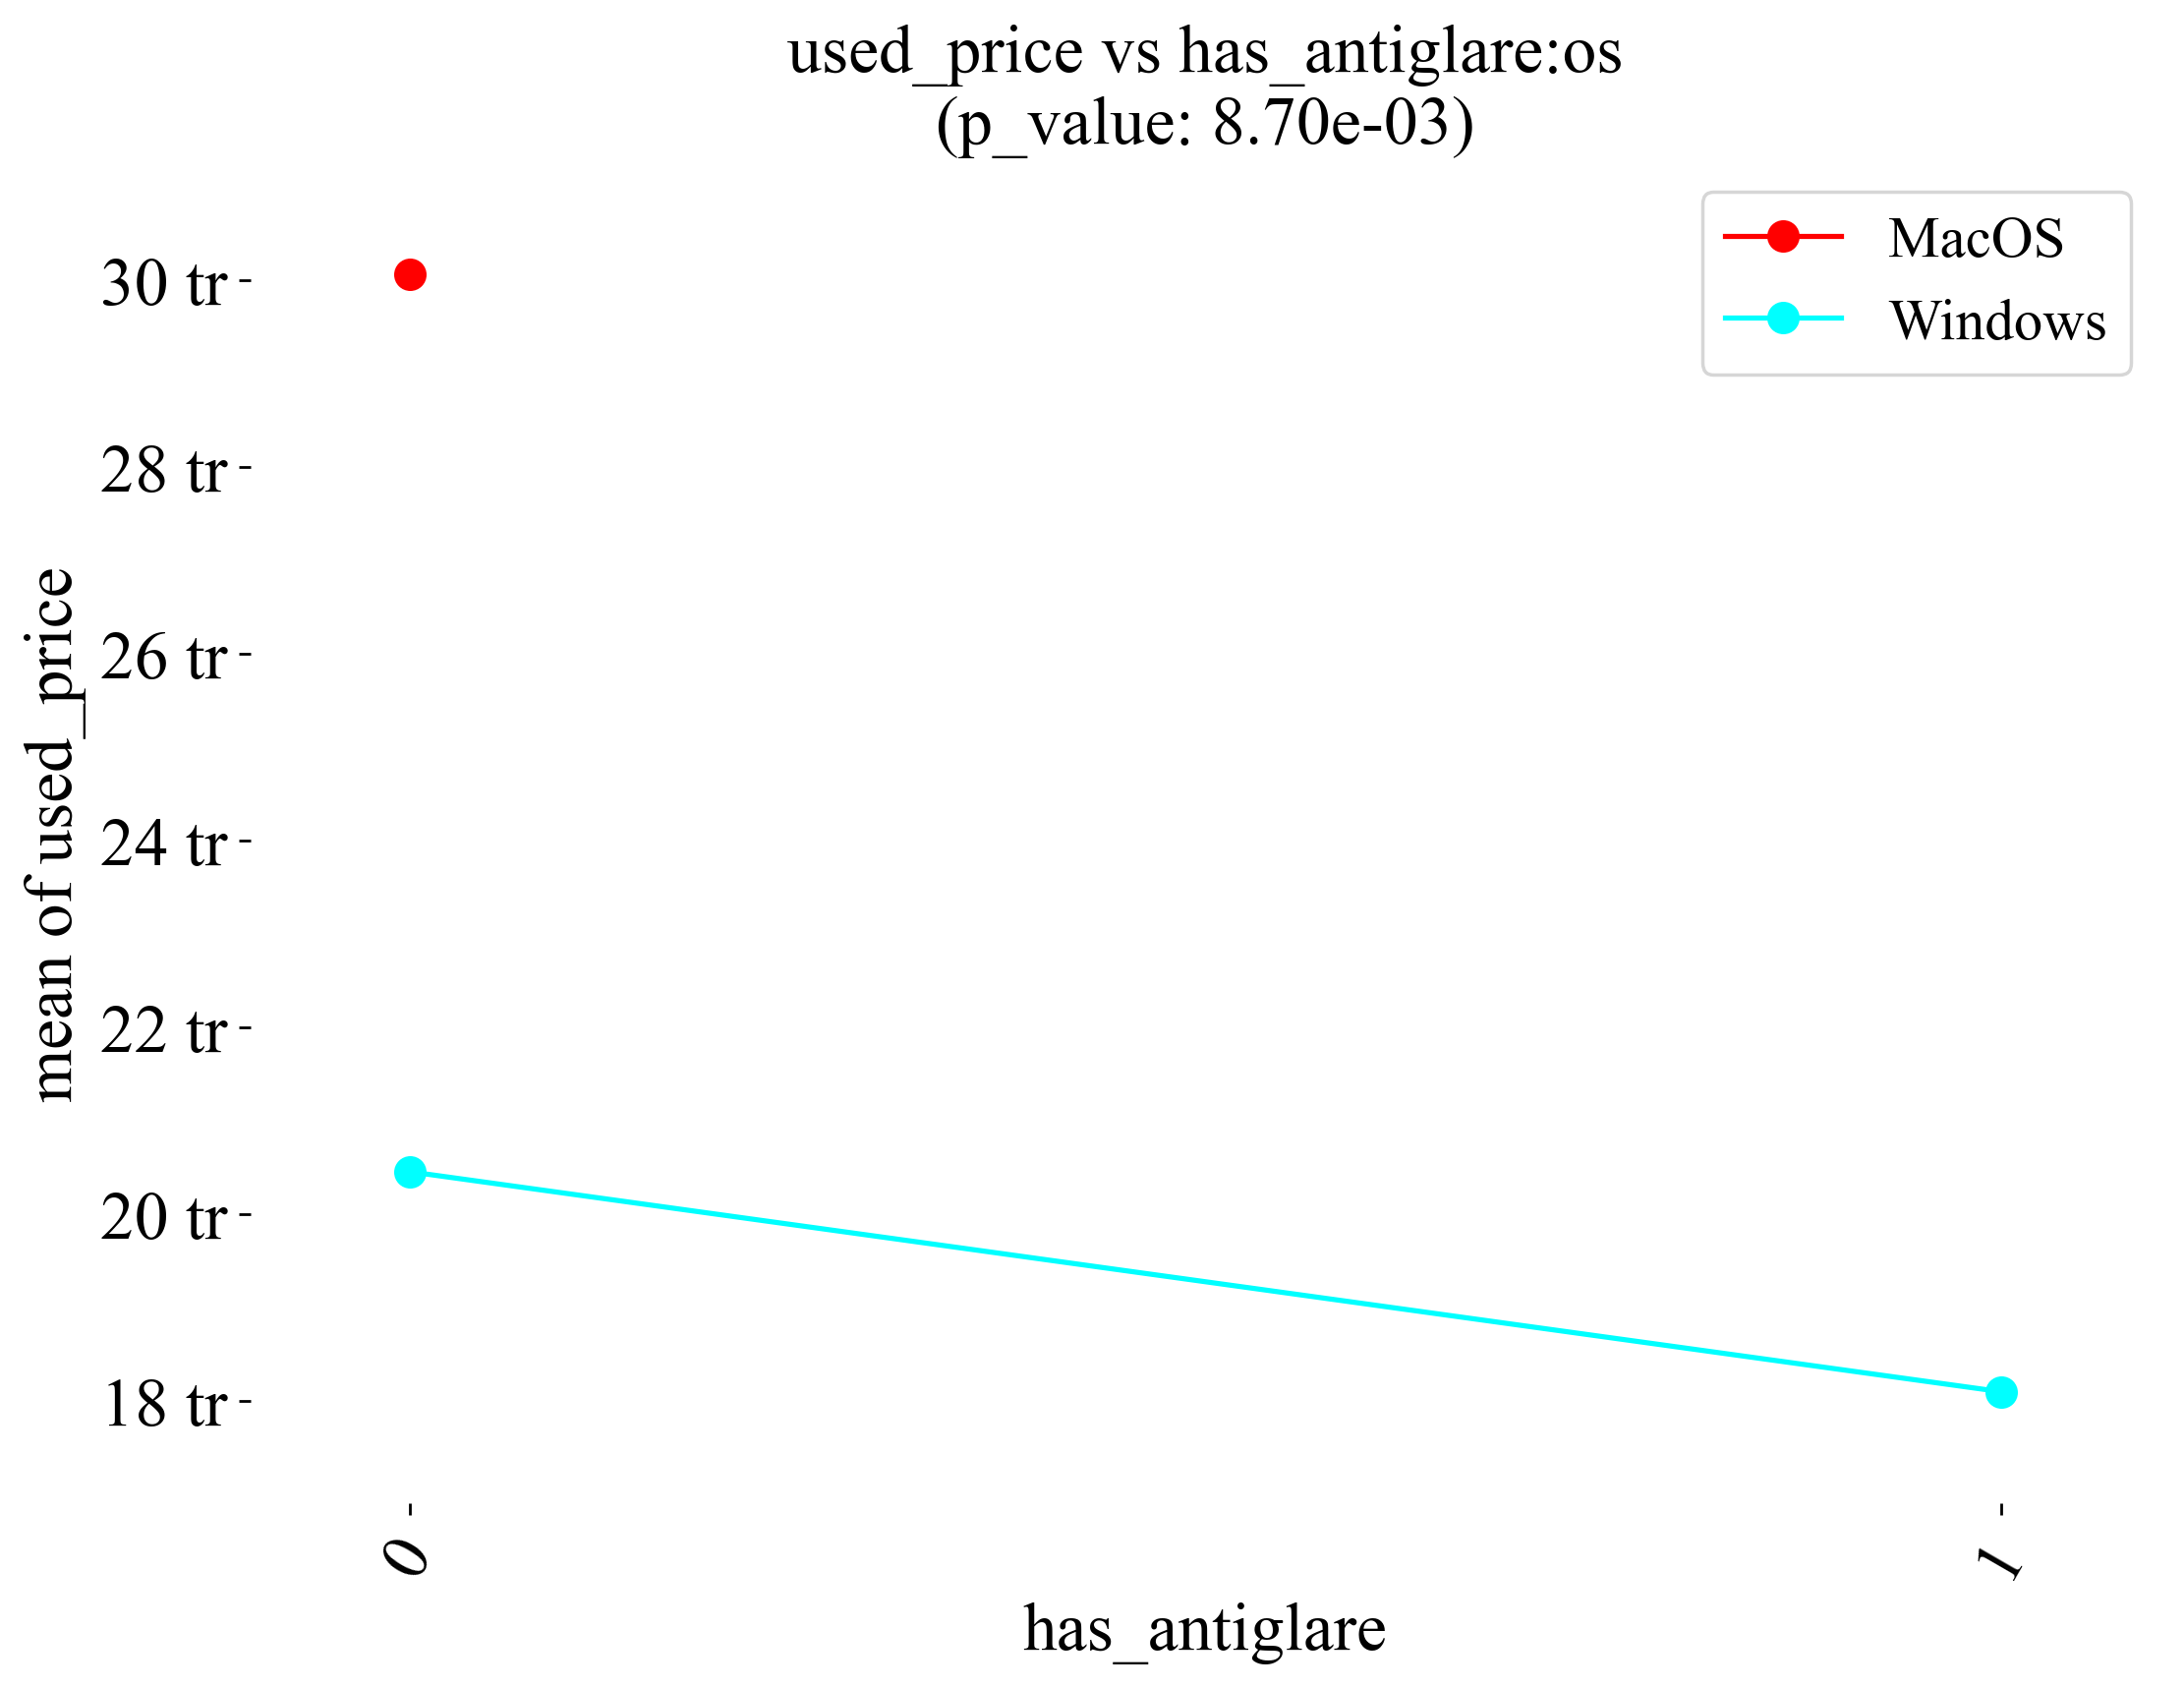 used_price vs has_antiglare:os
(p_value: 8.70e-03)
MacOS
Windows
30 tr
28 tr
26 tr
24 tr
22 tr
20 tr
18 tr
mean of used_price
0
1
has_antiglare